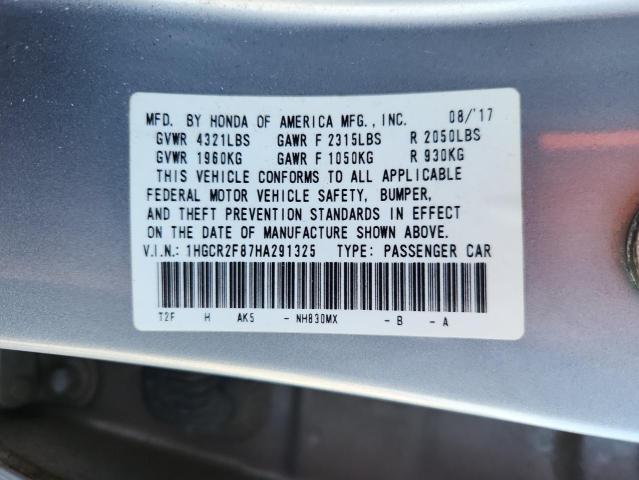 MFD. BY HONDA OF AMERICA MFG., INC. 08/'17
GVWR 4321LBS GAWR F 2315LBS R 2050LBS
GVWR 1960KG GAWR F 1050KG R 930KG
THIS VEHICLE CONFORMS TO ALL APPLICABLE
FEDERAL MOTOR VEHICLE SAFETY, BUMPER,
AND THEFT PREVENTION STANDARDS IN EFFECT
ON THE DATE OF MANUFACTURE SHOWN ABOVE.
V.I.N.: 1HGCR2F87HA291325 TYPE: PASSENGER CAR
T2F H AK5 - NH830MX - B - A